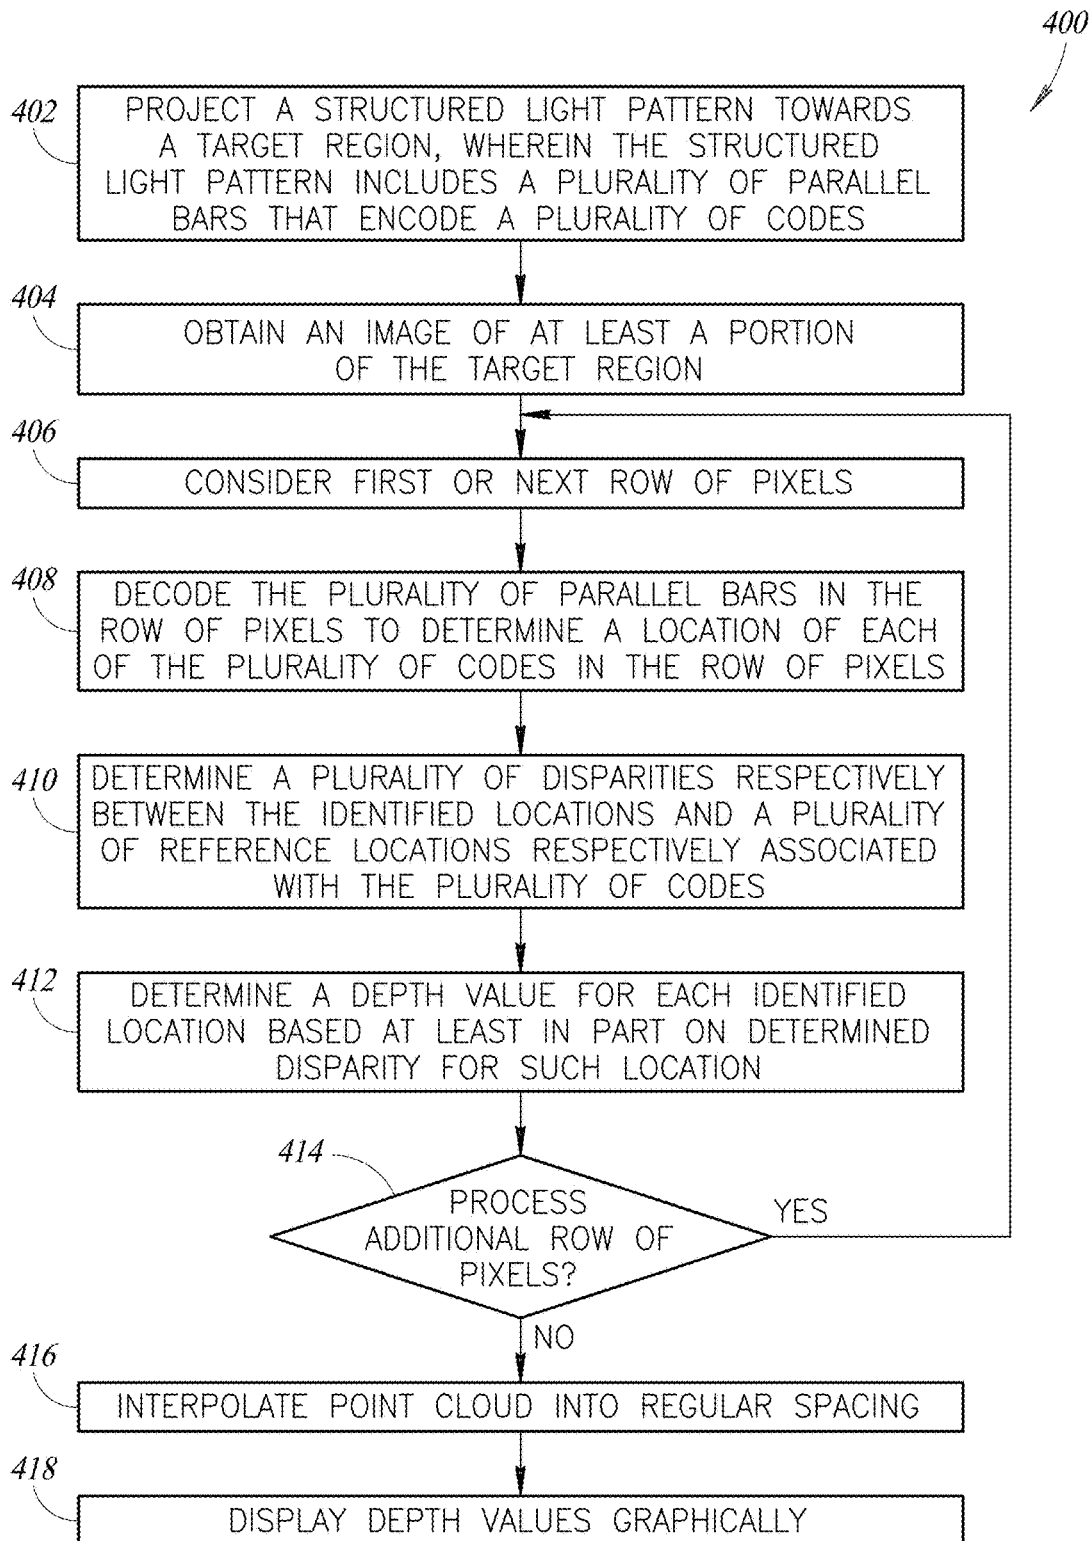 400
402
PROJECT A STRUCTURED LIGHT PATTERN TOWARDS
A TARGET REGION, WHEREIN THE STRUCTURED
LIGHT PATTERN INCLUDES A PLURALITY OF PARALLEL
BARS THAT ENCODE A PLURALITY OF CODES
404
OBTAIN AN IMAGE OF AT LEAST A PORTION
OF THE TARGET REGION
406
CONSIDER FIRST OR NEXT ROW OF PIXELS
408
DECODE THE PLURALITY OF PARALLEL BARS IN THE
ROW OF PIXELS TO DETERMINE A LOCATION OF EACH
OF THE PLURALITY OF CODES IN THE ROW OF PIXELS
410
DETERMINE A PLURALITY OF DISPARITIES RESPECTIVELY
BETWEEN THE IDENTIFIED LOCATIONS AND A PLURALITY
OF REFERENCE LOCATIONS RESPECTIVELY ASSOCIATED
WITH THE PLURALITY OF CODES
412
DETERMINE A DEPTH VALUE FOR EACH IDENTIFIED
LOCATION BASED AT LEAST IN PART ON DETERMINED
DISPARITY FOR SUCH LOCATION
414
PROCESS
ADDITIONAL ROW OF
PIXELS?
YES
NO
416
INTERPOLATE POINT CLOUD INTO REGULAR SPACING
418
DISPLAY DEPTH VALUES GRAPHICALLY